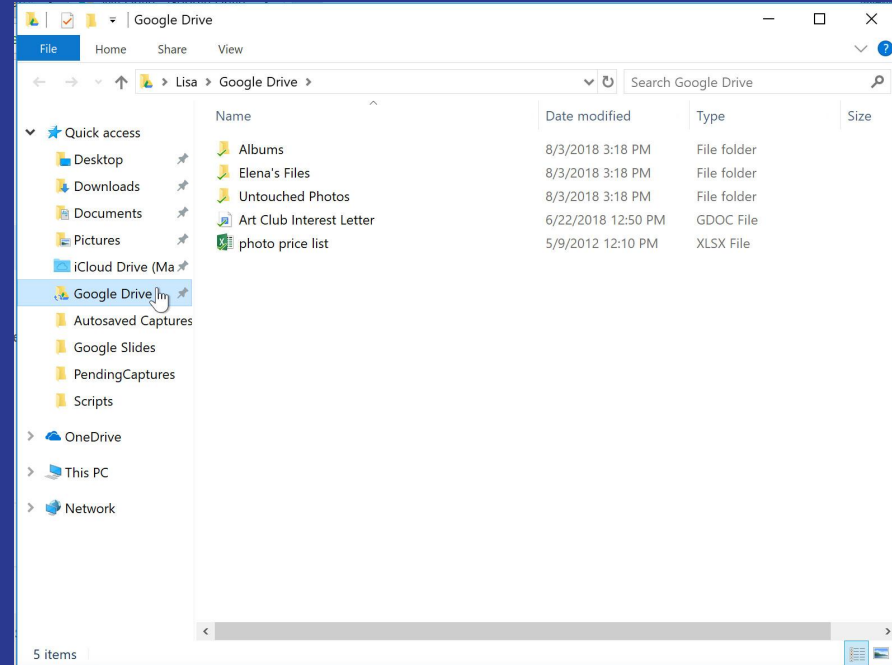 Google Drive
File Home Share View
Lisa Google Drive Search Google Drive
Name Date modified Type Size
Quick access
Desktop
Downloads
Documents
Pictures
iCloud Drive (Ma
Google Drive
Autosaved Captures
Google Slides
PendingCaptures
Scripts
OneDrive
This PC
Network
Albums 8/3/2018 3:18 PM File folder
Elena's Files 8/3/2018 3:18 PM File folder
Untouched Photos 8/3/2018 3:18 PM File folder
Art Club Interest Letter 6/22/2018 12:50 PM GDOC File
photo price list 5/9/2012 12:10 PM XLSX File
5 items